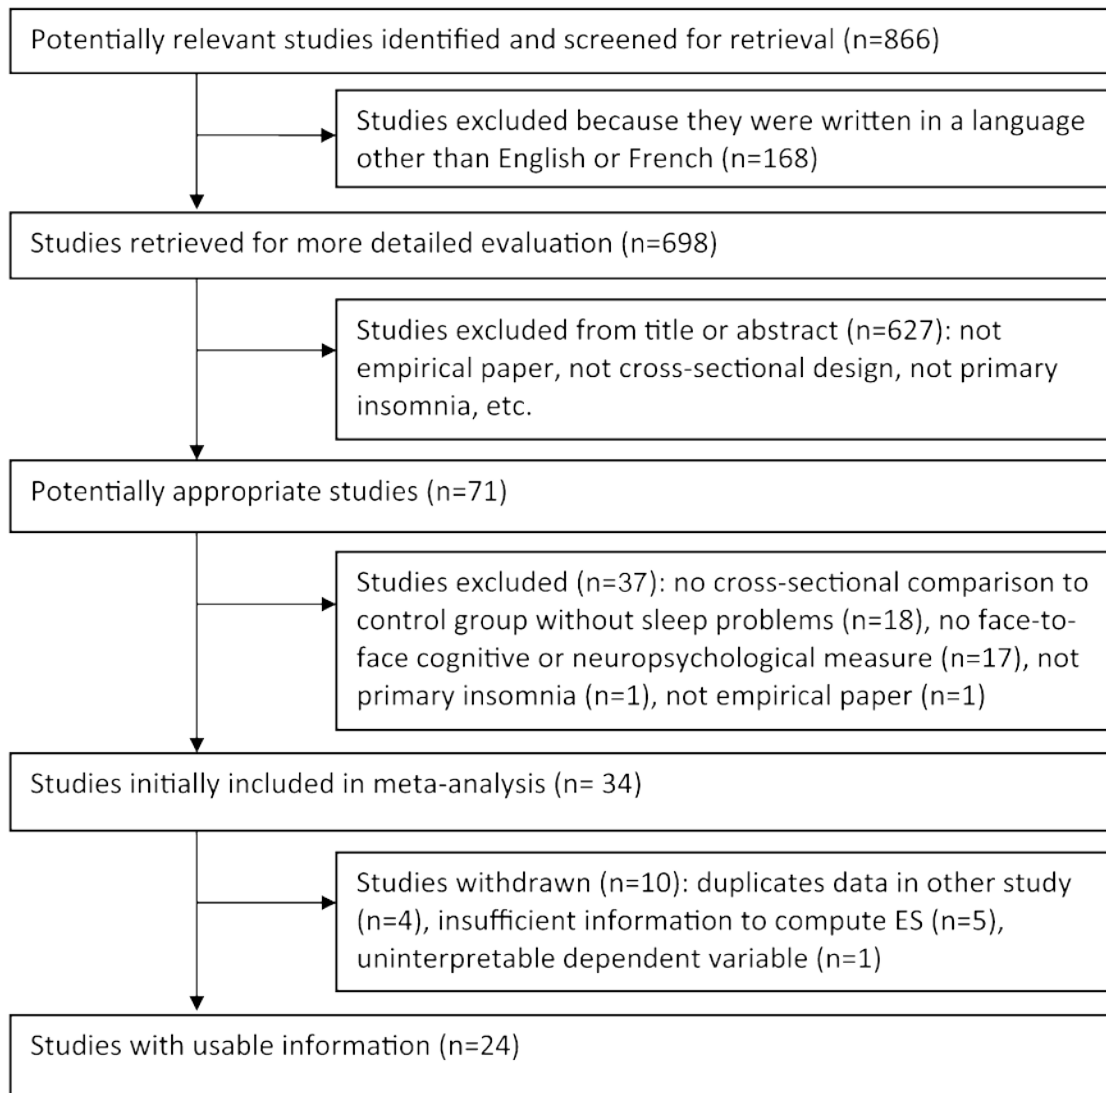 Potentially relevant studies identified and screened for retrieval (n=866)
Studies excluded because they were written in a language
other than English or French (n=168)
Studies retrieved for more detailed evaluation (n=698)
Studies excluded from title or abstract (n=627): not
empirical paper, not cross-sectional design, not primary
insomnia, etc.
Potentially appropriate studies (n=71)
Studies excluded (n=37): no cross-sectional comparison to
control group without sleep problems (n=18), no face-to-
face cognitive or neuropsychological measure (n=17), not
primary insomnia (n=1), not empirical paper (n=1)
Studies initially included in meta-analysis (n= 34)
Studies withdrawn (n=10): duplicates data in other study
(n=4), insufficient information to compute ES (n=5),
uninterpretable dependent variable (n=1)
Studies with usable information (n=24)